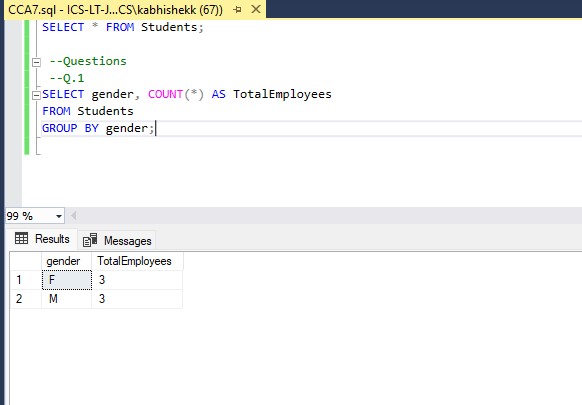 CCA7.sql - ICS-LT-J...CS\kabhishekk (67))
SELECT * FROM Students;
--Questions
--Q.1
SELECT gender, COUNT(*) AS TotalEmployees
FROM Students
GROUP BY gender;
99 %
Results Messages
gender TotalEmployees
1 F 3
2 M 3